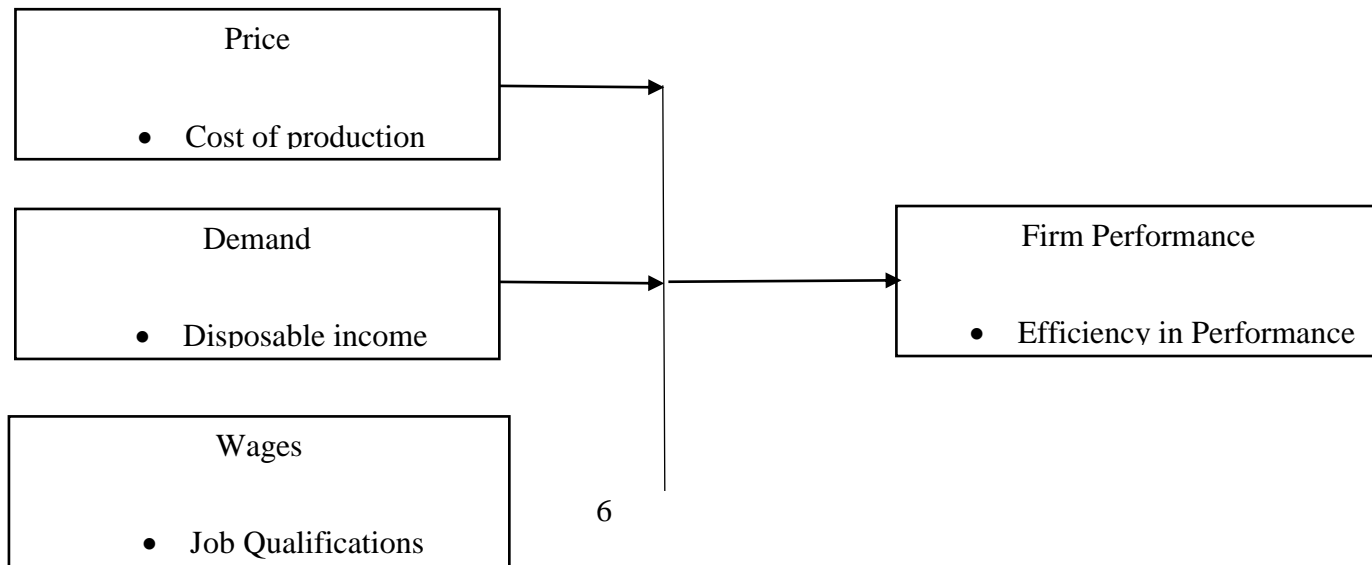 Price
• Cost of production
Demand
• Disposable income
Firm Performance
• Efficiency in Performance
Wages
• Job Qualifications
6